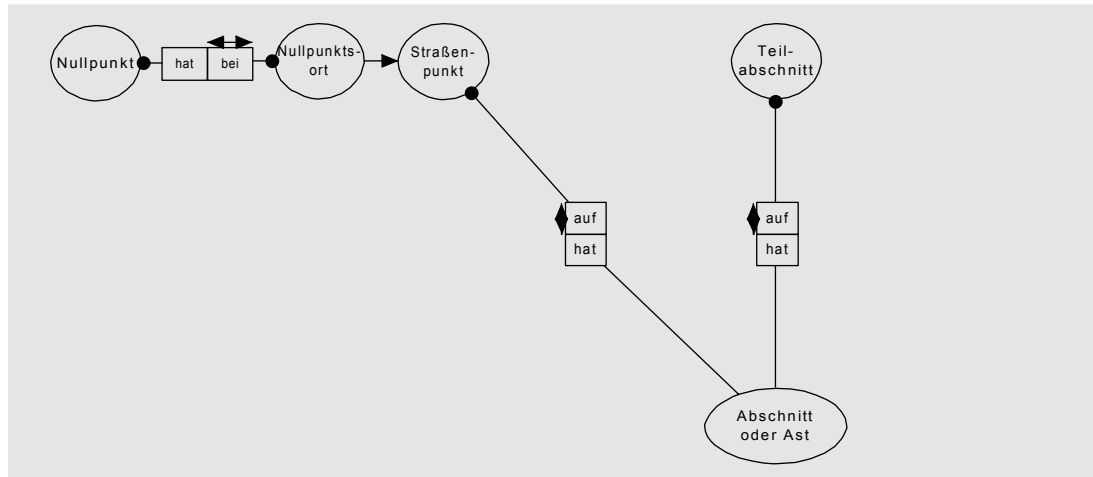 Nullpunkt
hat
bei
Nullpunkts-
ort
Straßen-
punkt
Teil-
abschnitt
auf
hat
auf
hat
Abschnitt
oder Ast